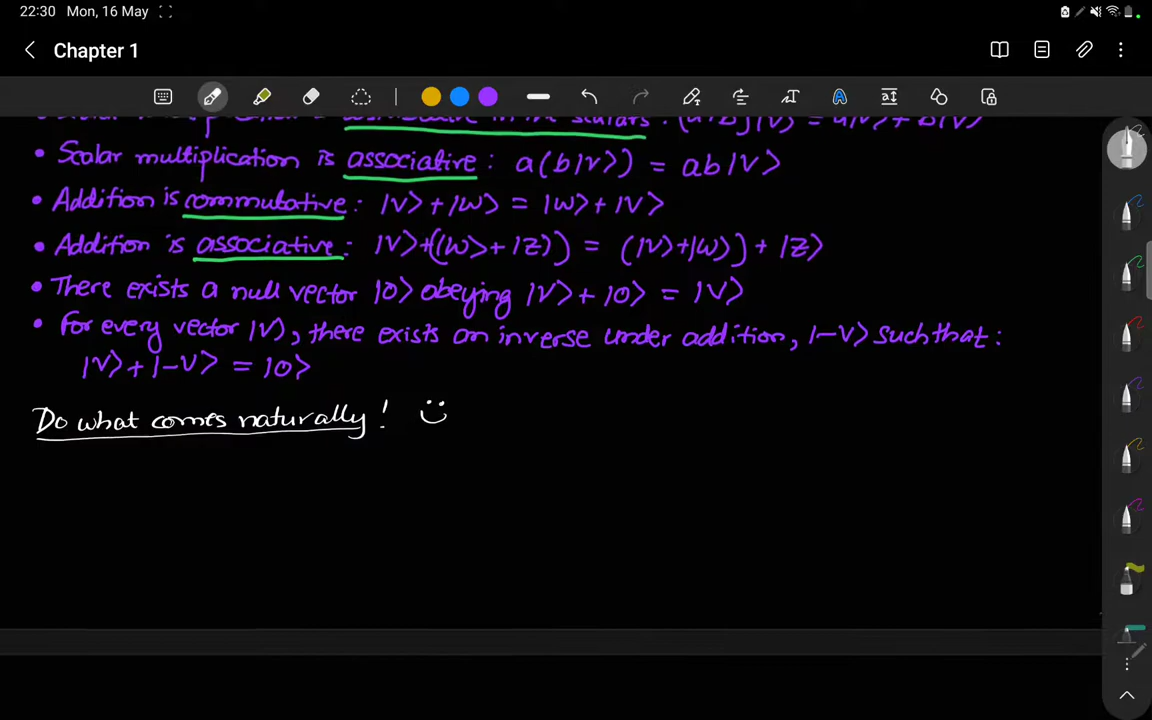 22:30 Mon, 16 May
Chapter 1
: (a+b)|V> = a|V> + b|V>
• Scalar multiplication is associative: a(b|V>) = ab|V>
• Addition is commutative: |V> + |W> = |W> + |V>
• Addition is associative: |V>+(|W> + |Z>) = (|V>+|W>) + |Z>
• There exists a null vector |0> obeying |V> + |0> = |V>
• For every vector |V>, there exists an inverse under addition, |-V> such that:
|V> + |-V> = |0>
Do what comes naturally! ☺